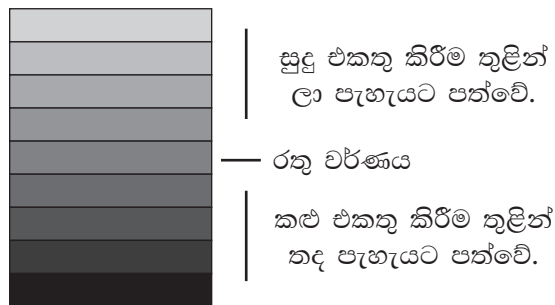 සුදු එකතු කිරීම තුළින්
ලා පැහැයට පත්වේ.
රතු වර්ණය
කළු එකතු කිරීම තුළින්
තද පැහැයට පත්වේ.